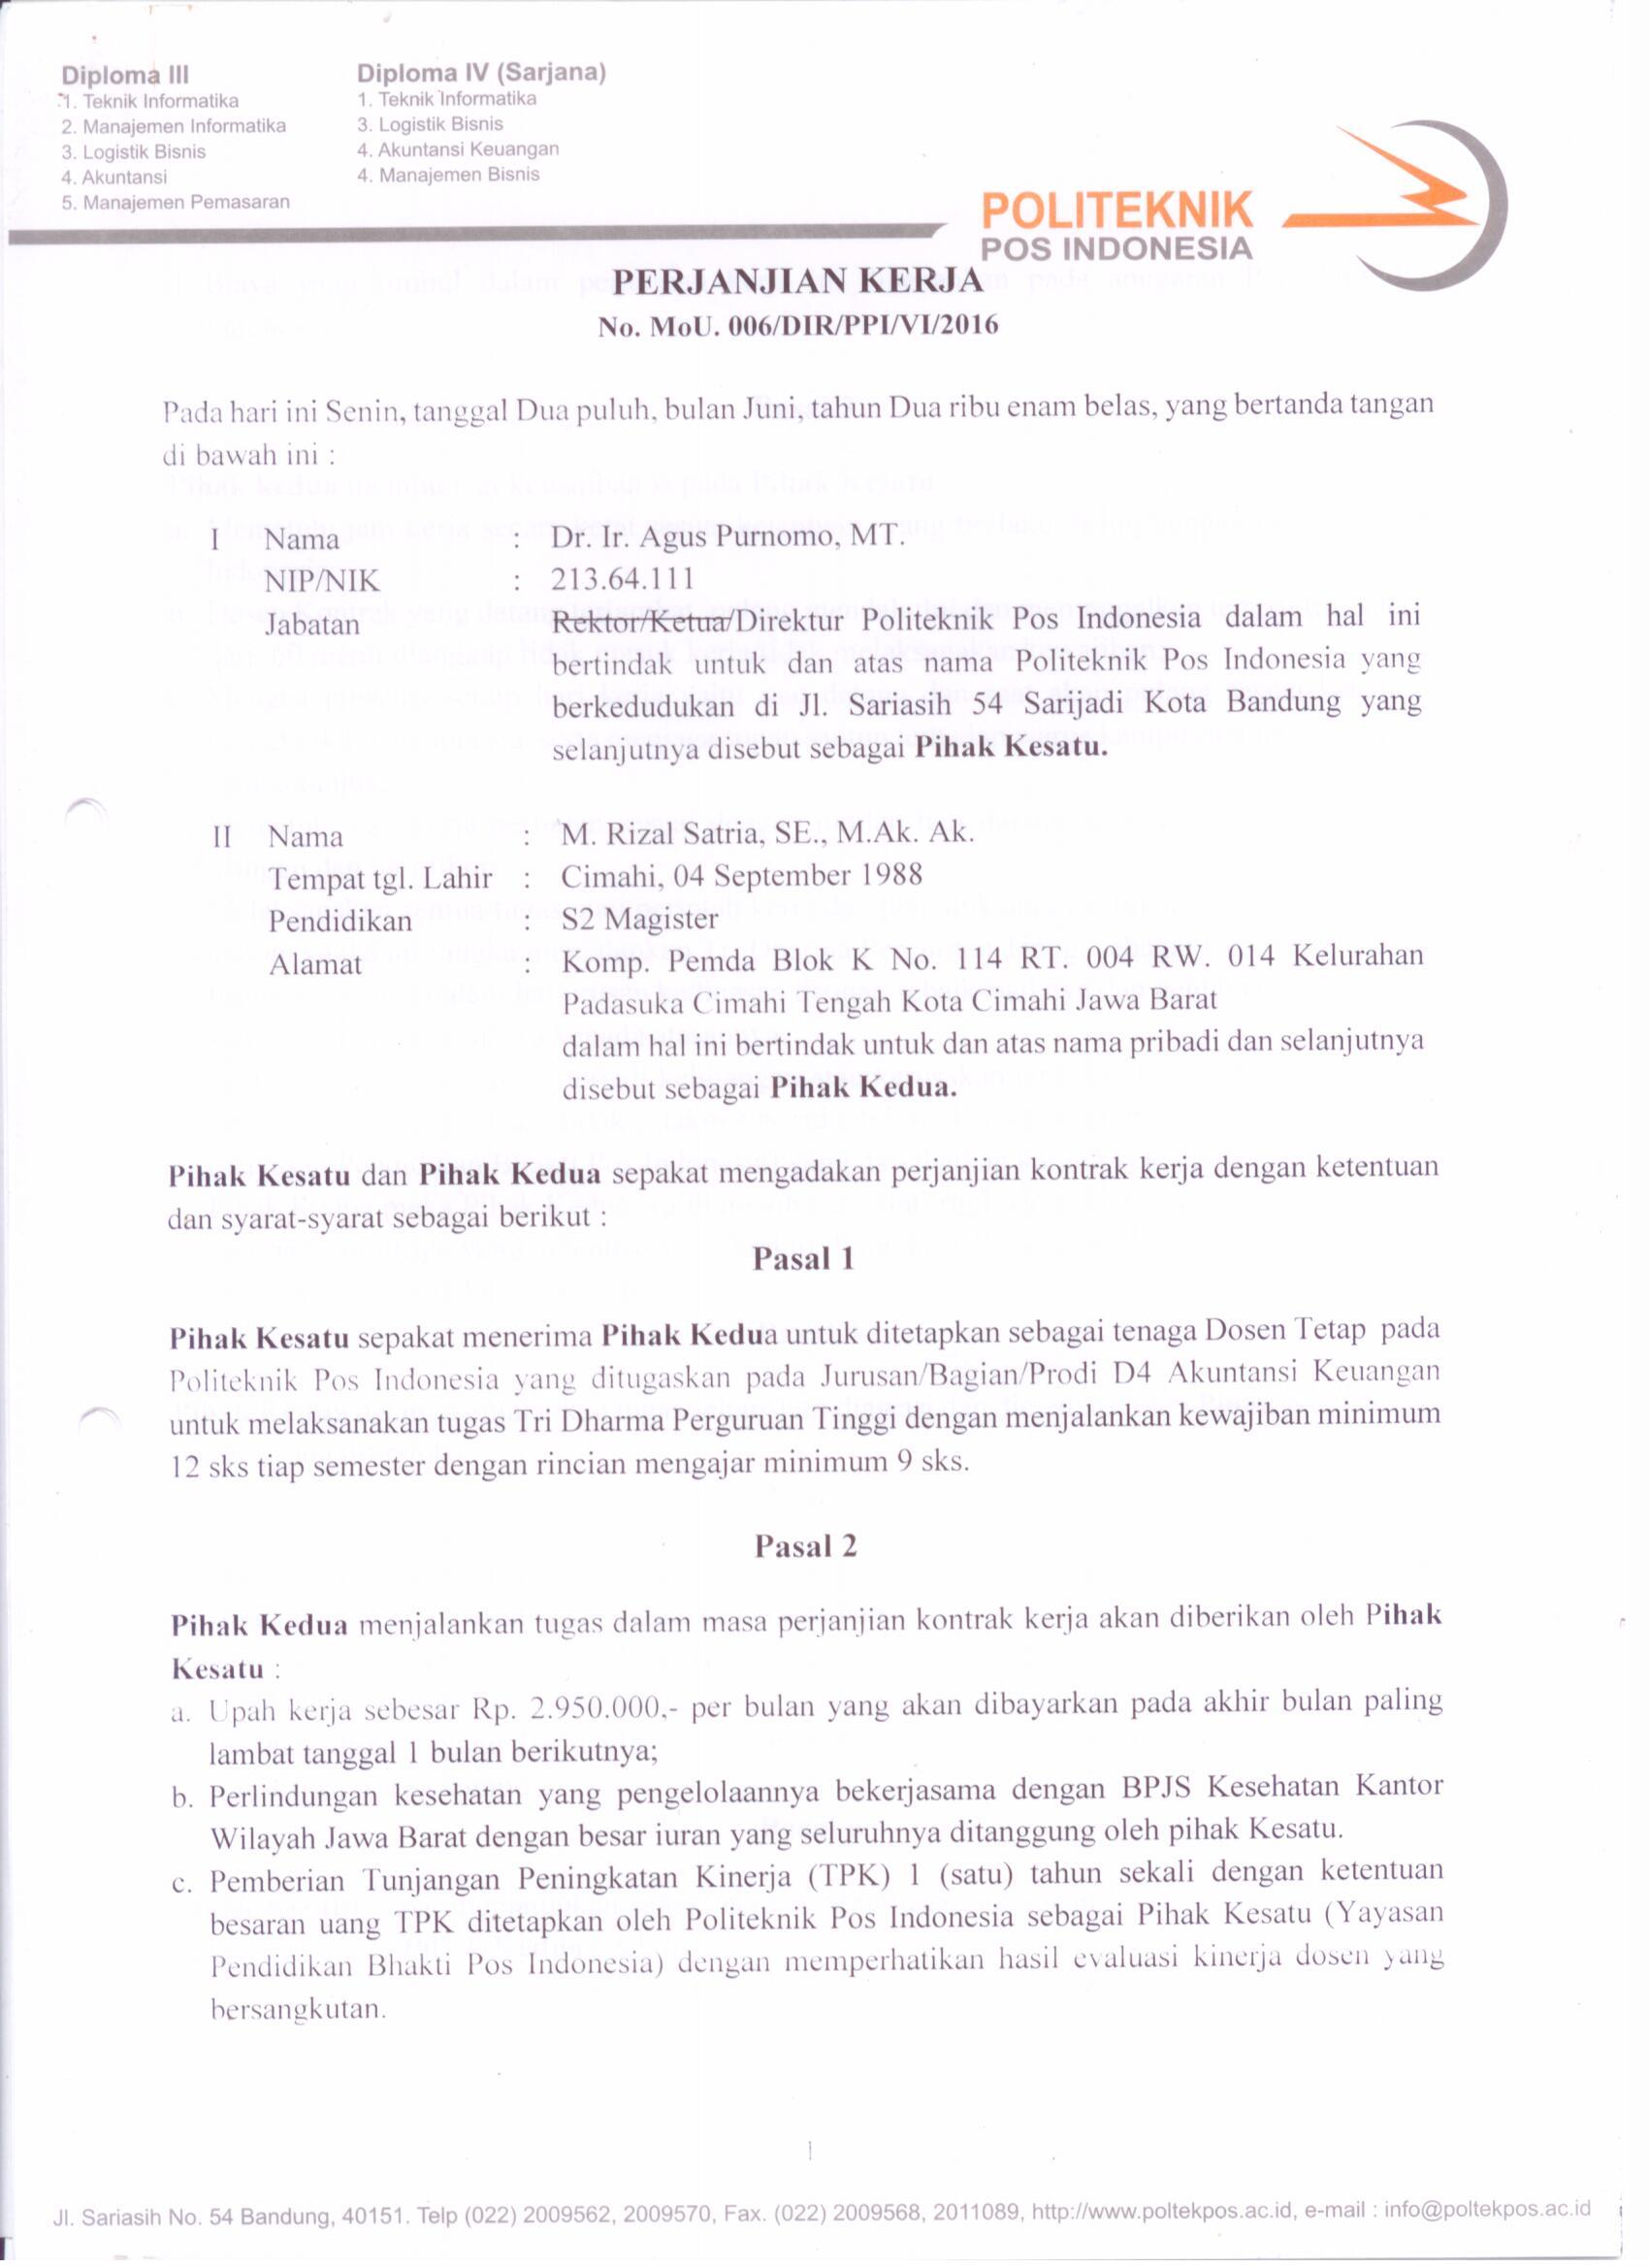 Diploma III
1. Teknik Informatika
2. Manajemen Informatika
3. Logistik Bisnis
4. Akuntansi
5. Manajemen Pemasaran
Diploma IV (Sarjana)
1. Teknik Informatika
3. Logistik Bisnis
4. Akuntansi Keuangan
4. Manajemen Bisnis
POLITEKNIK
POS INDONESIA
PERJANJIAN KERJA
No. MoU. 006/DIR/PPI/VI/2016
Pada hari ini Senin, tanggal Dua puluh, bulan Juni, tahun Dua ribu enam belas, yang bertanda tangan
di bawah ini :
I Nama : Dr. Ir. Agus Purnomo, MT.
NIP/NIK : 213.64.111
Jabatan Rektor/Ketua/Direktur Politeknik Pos Indonesia dalam hal ini
bertindak untuk dan atas nama Politeknik Pos Indonesia yang
berkedudukan di Jl. Sariasih 54 Sarijadi Kota Bandung yang
selanjutnya disebut sebagai Pihak Kesatu.
II Nama : M. Rizal Satria, SE., M.Ak. Ak.
Tempat tgl. Lahir : Cimahi, 04 September 1988
Pendidikan : S2 Magister
Alamat : Komp. Pemda Blok K No. 114 RT. 004 RW. 014 Kelurahan
Padasuka Cimahi Tengah Kota Cimahi Jawa Barat
dalam hal ini bertindak untuk dan atas nama pribadi dan selanjutnya
disebut sebagai Pihak Kedua.
Pihak Kesatu dan Pihak Kedua sepakat mengadakan perjanjian kontrak kerja dengan ketentuan
dan syarat-syarat sebagai berikut :
Pasal 1
Pihak Kesatu sepakat menerima Pihak Kedua untuk ditetapkan sebagai tenaga Dosen Tetap pada
Politeknik Pos Indonesia yang ditugaskan pada Jurusan/Bagian/Prodi D4 Akuntansi Keuangan
untuk melaksanakan tugas Tri Dharma Perguruan Tinggi dengan menjalankan kewajiban minimum
12 sks tiap semester dengan rincian mengajar minimum 9 sks.
Pasal 2
Pihak Kedua menjalankan tugas dalam masa perjanjian kontrak kerja akan diberikan oleh Pihak
Kesatu :
a. Upah kerja sebesar Rp. 2.950.000,- per bulan yang akan dibayarkan pada akhir bulan paling
lambat tanggal 1 bulan berikutnya;
b. Perlindungan kesehatan yang pengelolaannya bekerjasama dengan BPJS Kesehatan Kantor
Wilayah Jawa Barat dengan besar iuran yang seluruhnya ditanggung oleh pihak Kesatu.
c. Pemberian Tunjangan Peningkatan Kinerja (TPK) 1 (satu) tahun sekali dengan ketentuan
besaran uang TPK ditetapkan oleh Politeknik Pos Indonesia sebagai Pihak Kesatu (Yayasan
Pendidikan Bhakti Pos Indonesia) dengan memperhatikan hasil evaluasi kinerja dosen yang
bersangkutan.
1
Jl. Sariasih No. 54 Bandung, 40151. Telp (022) 2009562, 2009570, Fax. (022) 2009568, 2011089, http://www.poltekpos.ac.id, e-mail : info@poltekpos.ac.id